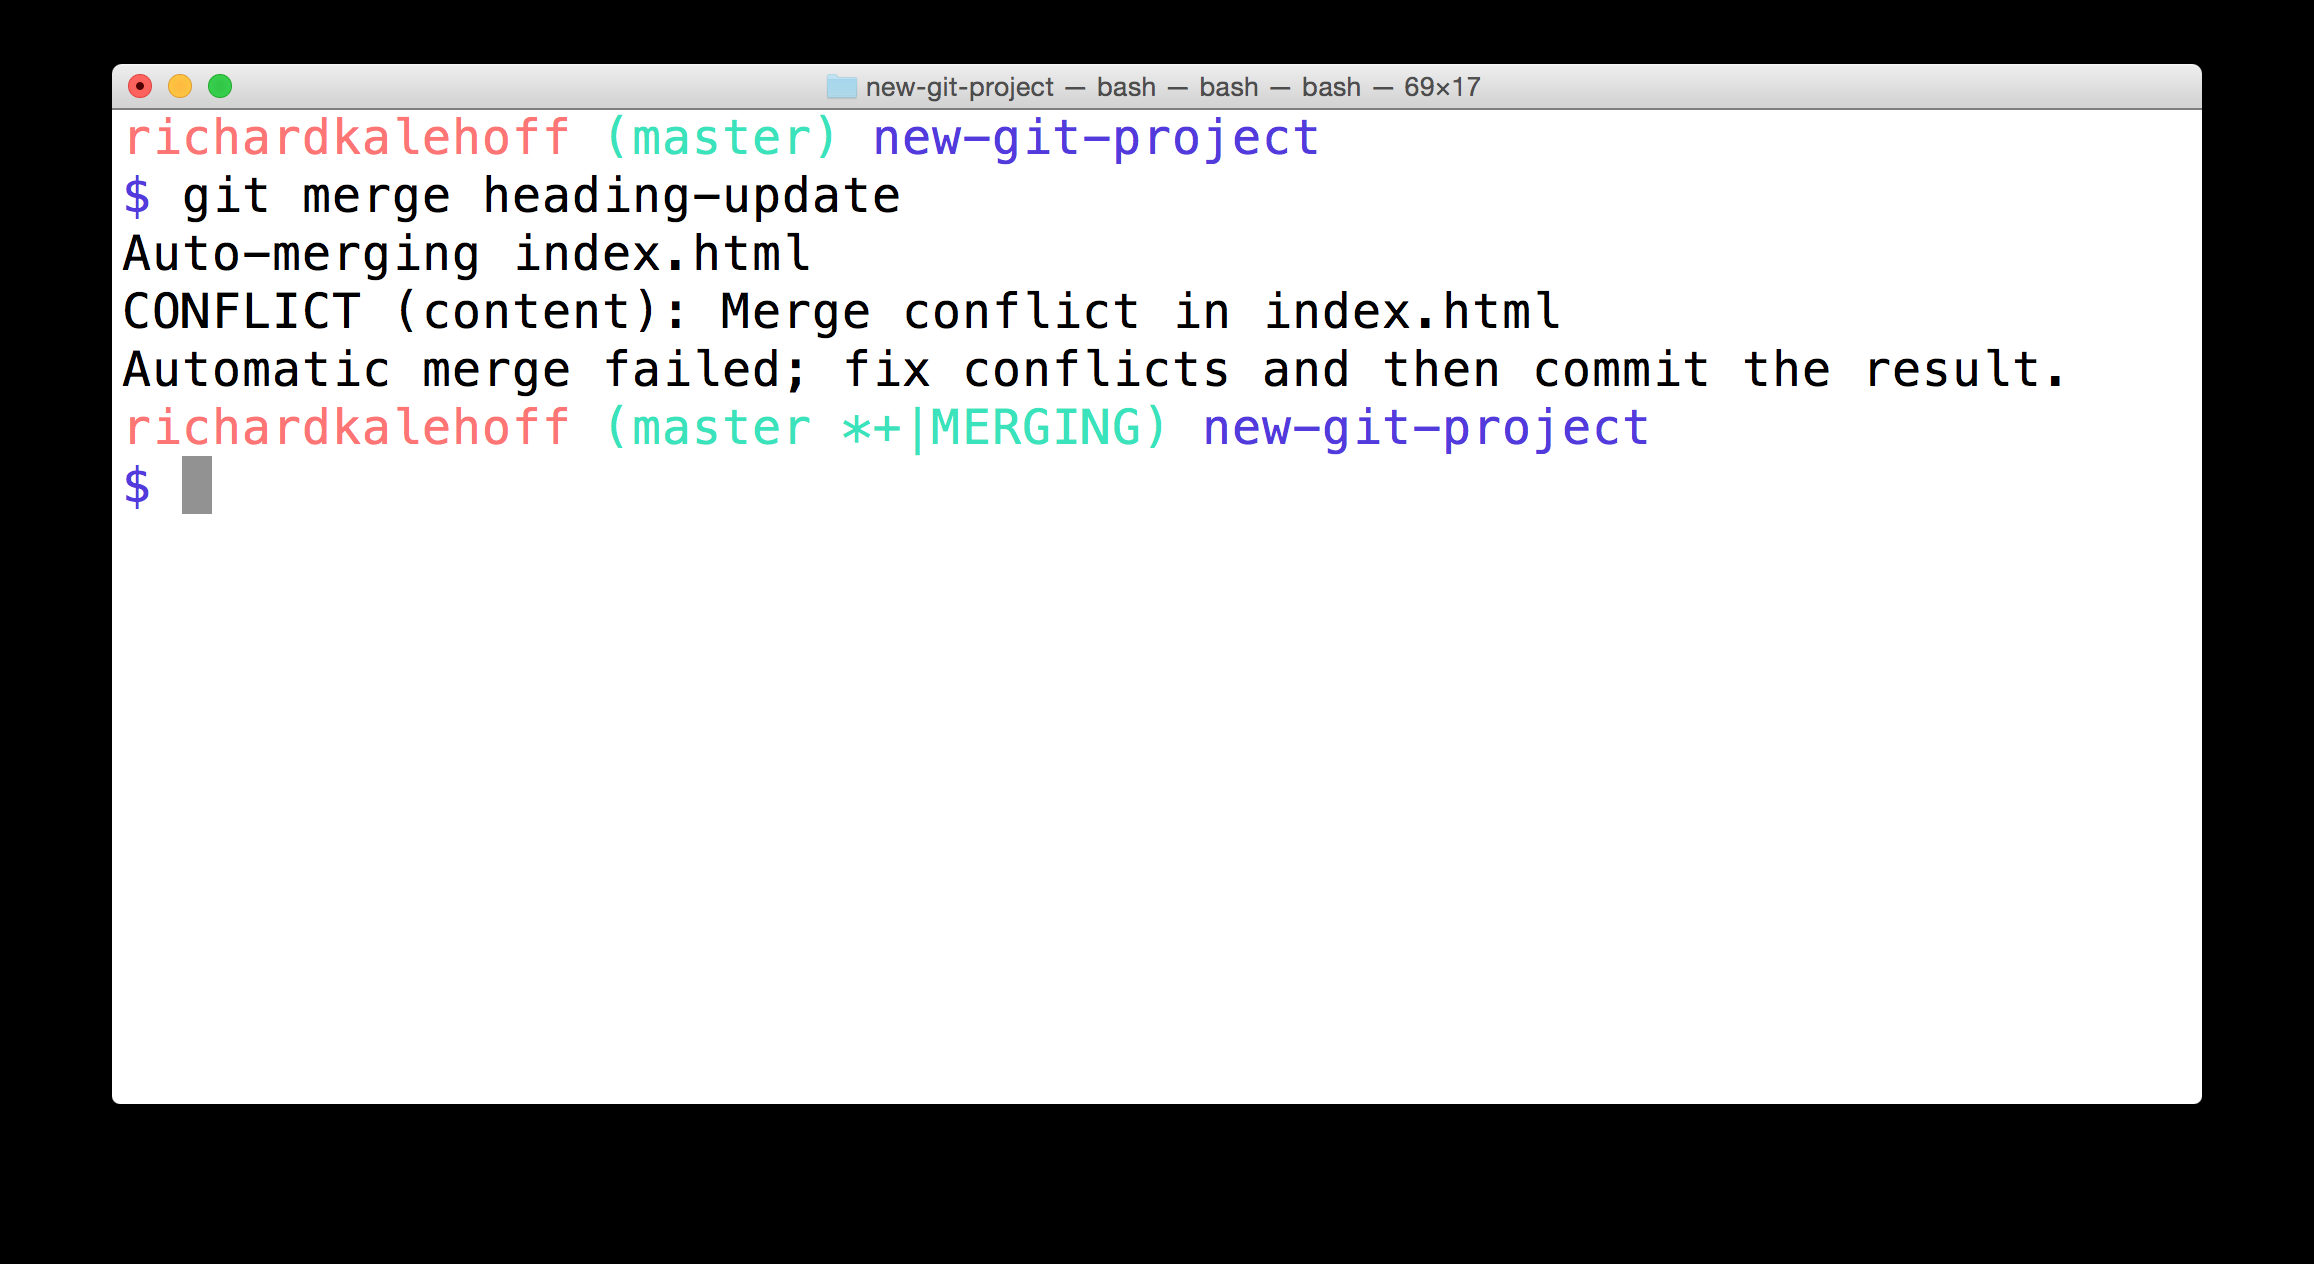 new-git-project — bash — bash — bash — 69×17
richardkalehoff (master) new-git-project
$ git merge heading-update
Auto-merging index.html
CONFLICT (content): Merge conflict in index.html
Automatic merge failed; fix conflicts and then commit the result.
richardkalehoff (master *+|MERGING) new-git-project
$